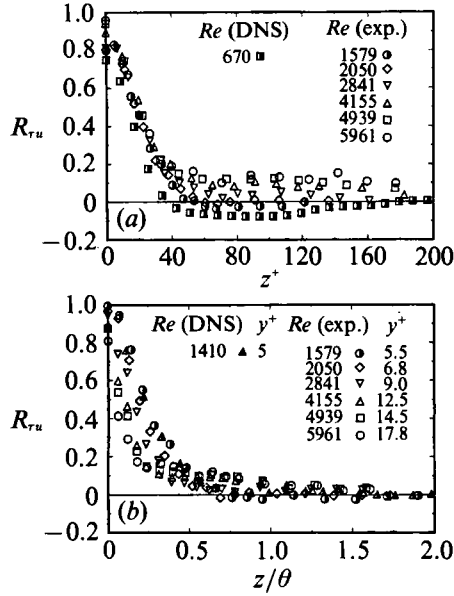 1.0
0.8
0.6
0.4
0.2
0
−0.2
R_τu
Re (DNS) Re (exp.)
670 1579
2050
2841
4155
4939
5961
(a)
0 40 80 120 160 200
z⁺
1.0
0.8
0.6
0.4
0.2
0
−0.2
R_τu
Re (DNS) y⁺ Re (exp.) y⁺
1410 ▲ 5 1579 5.5
2050 6.8
2841 9.0
4155 12.5
4939 14.5
5961 17.8
(b)
0 0.5 1.0 1.5 2.0
z/θ